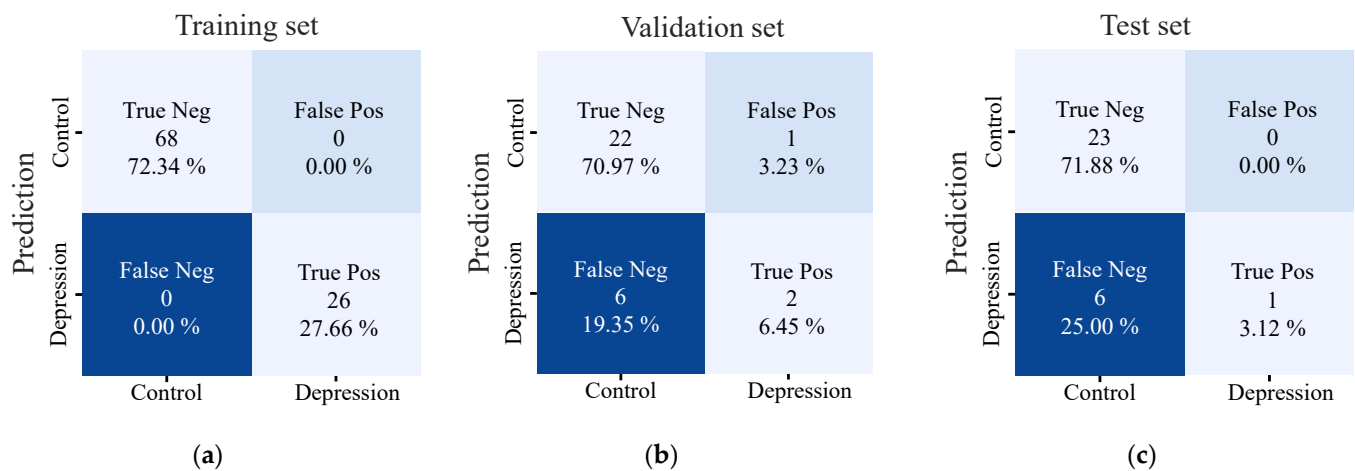 Training set
Prediction
Control
Depression
True Neg
68
72.34 %
False Pos
0
0.00 %
False Neg
0
0.00 %
True Pos
26
27.66 %
Control
Depression
(a)
Validation set
Prediction
Control
Depression
True Neg
22
70.97 %
False Pos
1
3.23 %
False Neg
6
19.35 %
True Pos
2
6.45 %
Control
Depression
(b)
Test set
Prediction
Control
Depression
True Neg
23
71.88 %
False Pos
0
0.00 %
False Neg
6
25.00 %
True Pos
1
3.12 %
Control
Depression
(c)